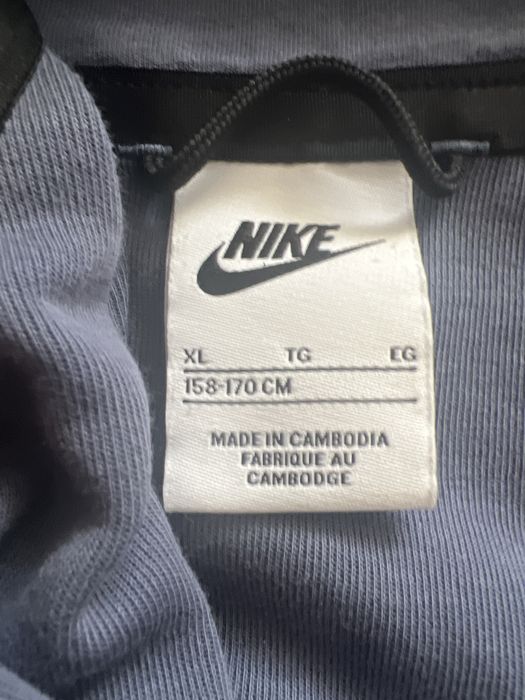 NIKE
XL TG EG
158-170 CM
MADE IN CAMBODIA
FABRIQUE AU
CAMBODGE